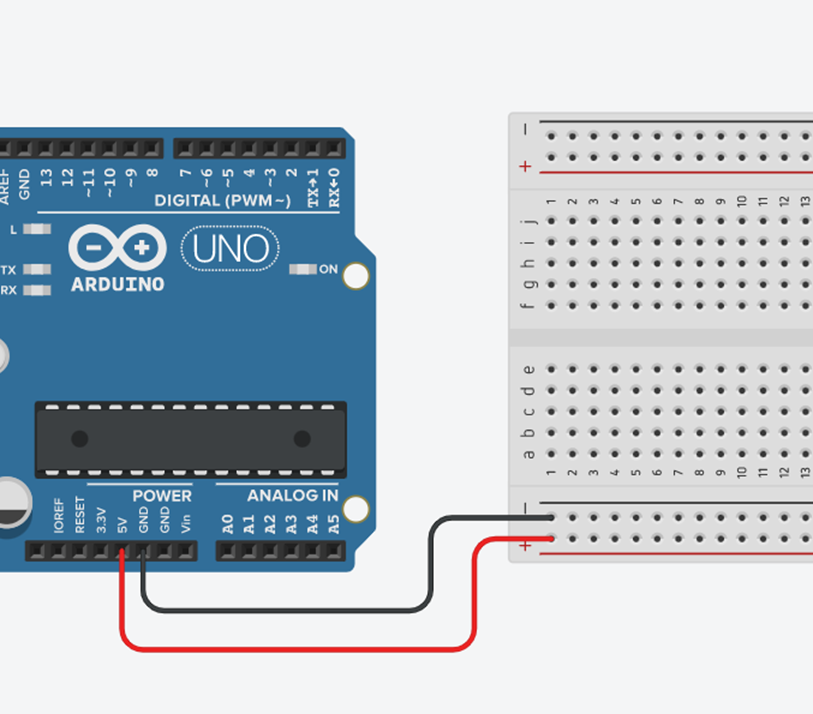 AREF GND 13 12 ~11 ~10 ~9 8 7 ~6 ~5 4 ~3 2 TX→1 RX←0
DIGITAL (PWM~)
L
UNO
TX
ON
RX
ARDUINO
POWER
ANALOG IN
IOREF RESET 3.3V 5V GND GND Vin A0 A1 A2 A3 A4 A5
−
+
1 2 3 4 5 6 7 8 9 10 11 12 13
j
i
h
g
f
e
d
c
b
a
1 2 3 4 5 6 7 8 9 10 11 12 13
−
+